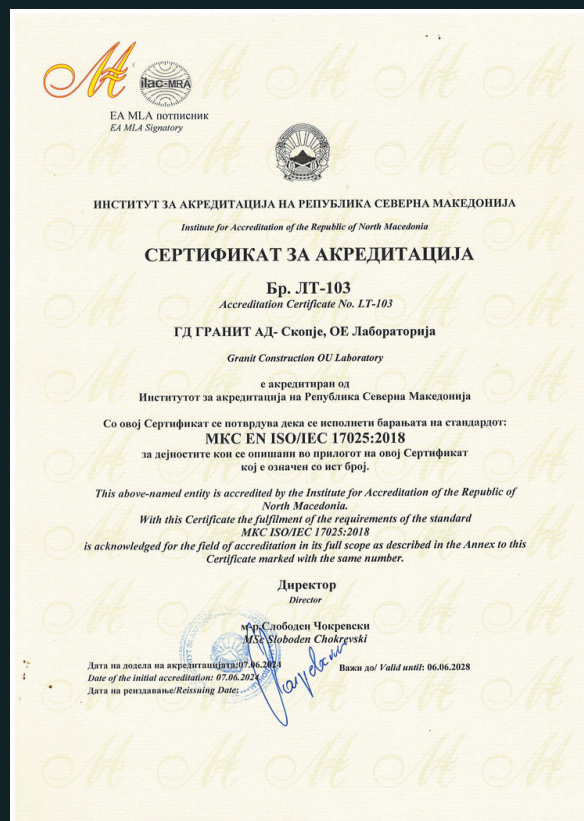 ilac-MRA
EA MLA потписник
EA MLA Signatory
ИНСТИТУТ ЗА АКРЕДИТАЦИЈА НА РЕПУБЛИКА СЕВЕРНА МАКЕДОНИЈА
Institute for Accreditation of the Republic of North Macedonia
СЕРТИФИКАТ ЗА АКРЕДИТАЦИЈА
Бр. ЛТ-103
Accreditation Certificate No. LT-103
ГД ГРАНИТ АД- Скопје, ОЕ Лабораторија
Granit Construction OU Laboratory
е акредитиран од
Институтот за акредитација на Република Северна Македонија
Со овој Сертификат се потврдува дека се исполнети барањата на стандардот:
МКС EN ISO/IEC 17025:2018
за дејностите кои се опишани во прилогот на овој Сертификат
кој е означен со ист број.
This above-named entity is accredited by the Institute for Accreditation of the Republic of
North Macedonia.
With this Certificate the fulfilment of the requirements of the standard
МКС ISO/IEC 17025:2018
is acknowledged for the field of accreditation in its full scope as described in the Annex to this
Certificate marked with the same number.
Директор
Director
м-р.Слободен Чокревски
MSc Sloboden Chokrevski
Дата на додела на акредитацијата:07.06.2024
Date of the initial accreditation: 07.06.2024
Дата на реиздавање/Reissuing Date:
Важи до/ Valid until: 06.06.2028